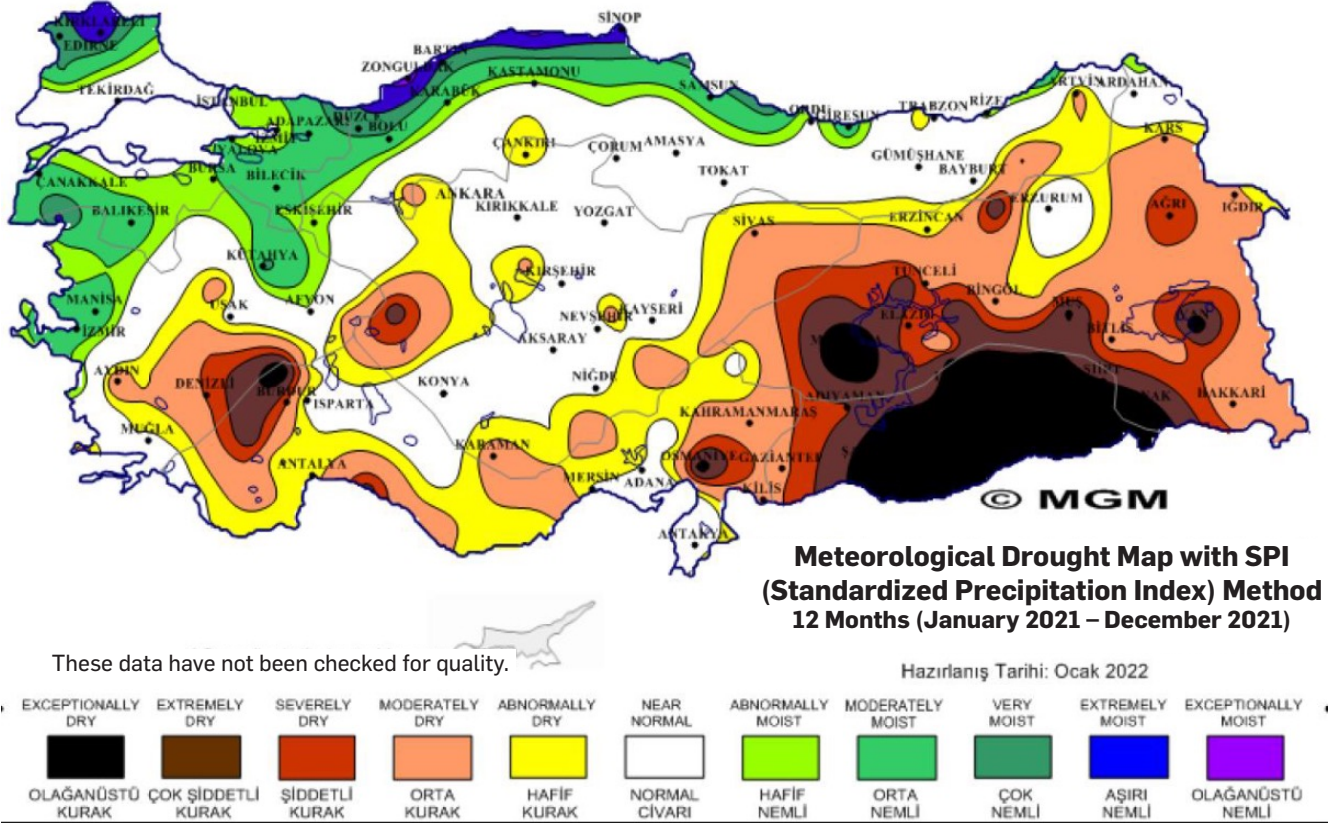 SİNOP
KIRKLARELİ
EDİRNE
BARTIN
ZONGULDAK
KASTAMONU
KARABÜK
SAMSUN
ARTVİN
ARDAHAN
TEKİRDAĞ
İSTANBUL
ORDU
GİRESUN
TRABZON
RİZE
DÜZCE
ADAPAZARI
BOLU
İZMİT
YALOVA
KARS
ÇANKIRI
ÇORUM
AMASYA
GÜMÜŞHANE
BAYBURT
BURSA
BİLECİK
TOKAT
ÇANAKKALE
ANKARA
ERZURUM
IĞDIR
BALIKESİR
ESKİŞEHİR
KIRIKKALE
YOZGAT
SİVAS
ERZİNCAN
AĞRI
KÜTAHYA
KIRŞEHİR
TUNCELİ
BİNGÖL
MUŞ
MANİSA
UŞAK
AFYON
NEVŞEHİR
KAYSERİ
ELAZIĞ
BİTLİS
VAN
İZMİR
AKSARAY
AYDIN
DENİZLİ
BURDUR
ISPARTA
KONYA
NİĞDE
SİİRT
HAKKARİ
KAHRAMANMARAŞ
ADIYAMAN
MUĞLA
KARAMAN
ANTALYA
MERSİN
ADANA
OSMANİYE
GAZİANTEP
KİLİS
ANTAKYA
© MGM
Meteorological Drought Map with SPI
(Standardized Precipitation Index) Method
12 Months (January 2021 – December 2021)
These data have not been checked for quality.
Hazırlanış Tarihi: Ocak 2022
EXCEPTIONALLY DRY
EXTREMELY DRY
SEVERELY DRY
MODERATELY DRY
ABNORMALLY DRY
NEAR NORMAL
ABNORMALLY MOIST
MODERATELY MOIST
VERY MOIST
EXTREMELY MOIST
EXCEPTIONALLY MOIST
OLAĞANÜSTÜ KURAK
ÇOK ŞİDDETLİ KURAK
ŞİDDETLİ KURAK
ORTA KURAK
HAFİF KURAK
NORMAL CİVARI
HAFİF NEMLİ
ORTA NEMLİ
ÇOK NEMLİ
AŞIRI NEMLİ
OLAĞANÜSTÜ NEMLİ